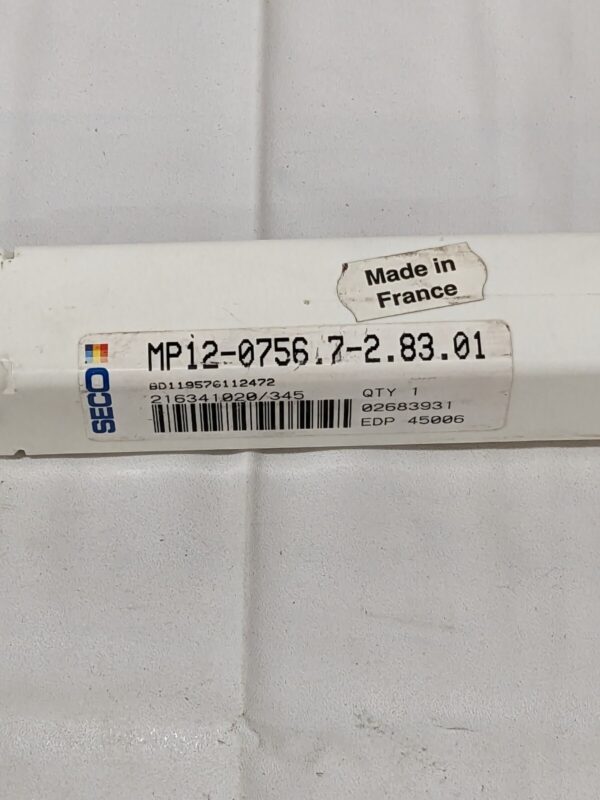 Made in
France
SECO
MP12-0756.7-2.83.01
BD119576112472
216341020/345
QTY 1
02683931
EDP 45006